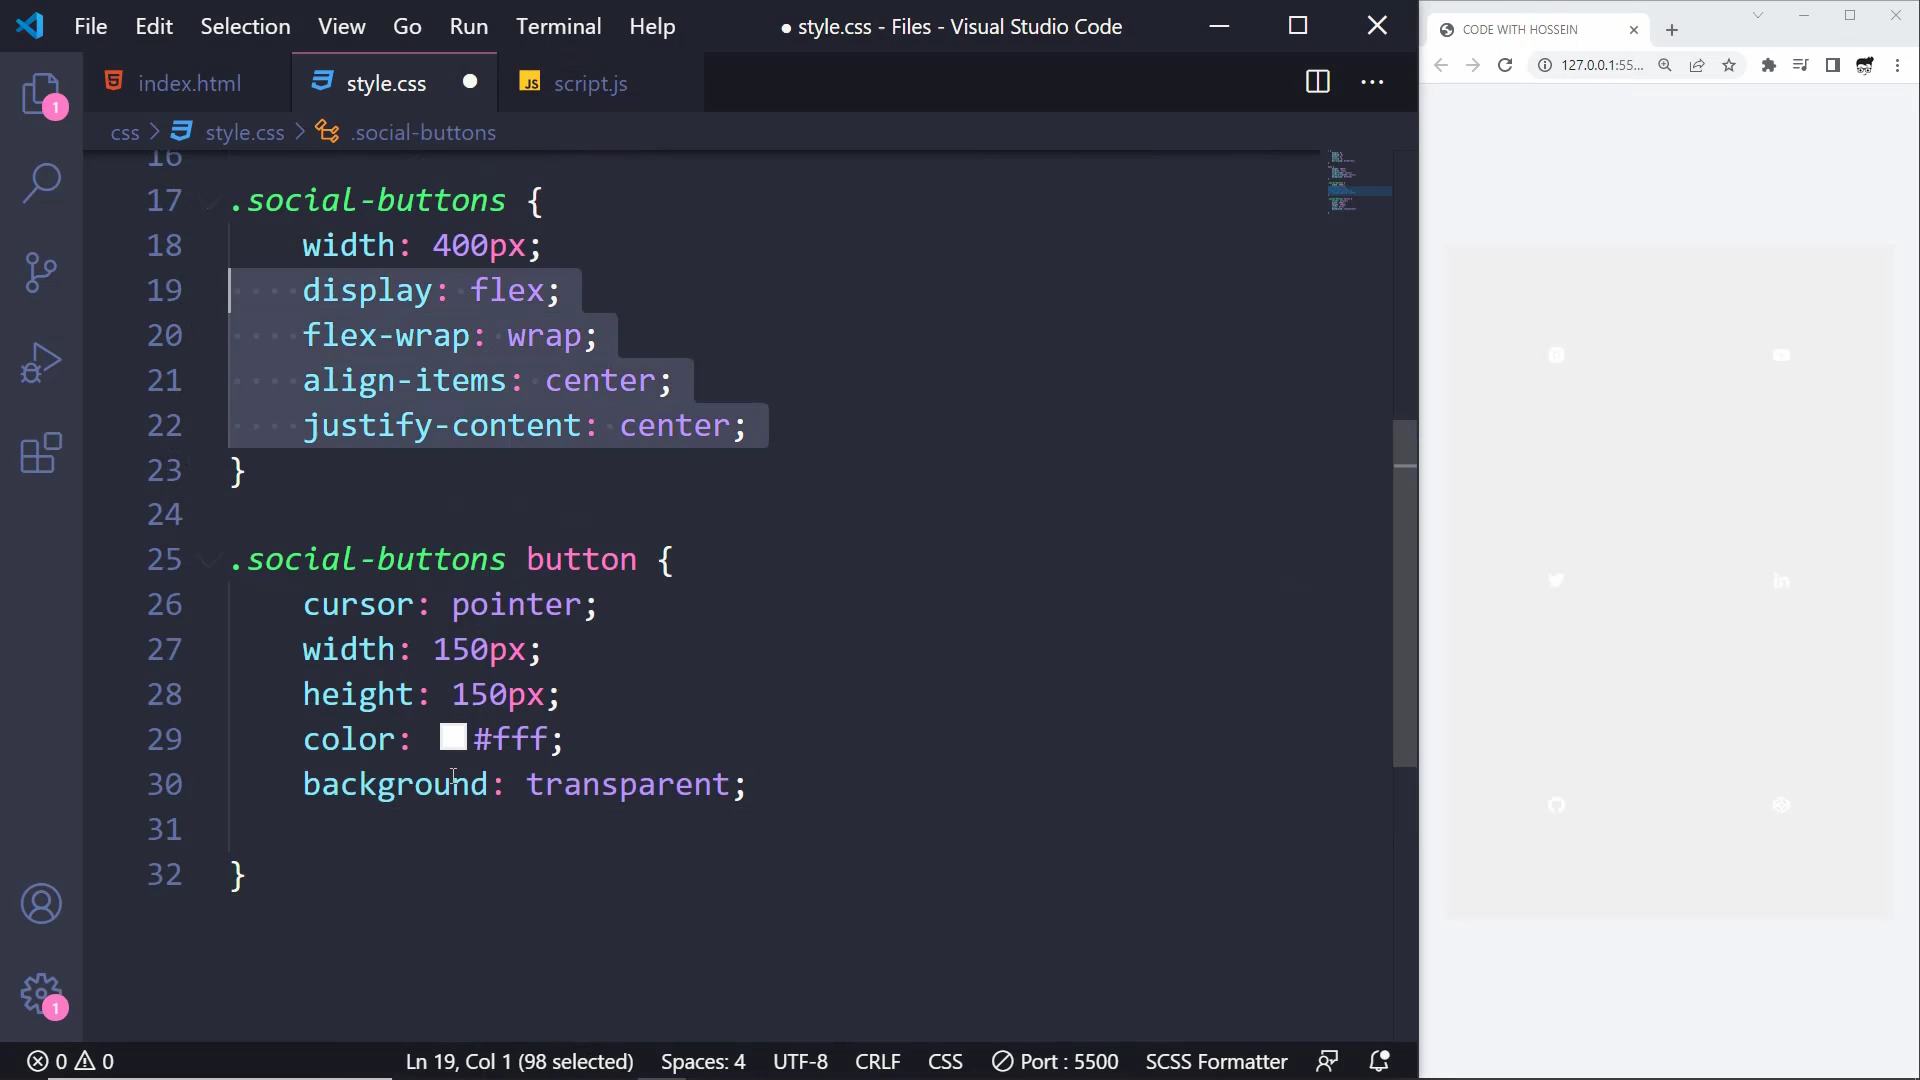 File Edit Selection View Go Run Terminal Help ● style.css - Files - Visual Studio Code
CODE WITH HOSSEIN
127.0.0.1:55...
index.html style.css JS script.js
css > style.css > .social-buttons
1
16
17 .social-buttons {
18 width: 400px;
19 display: flex;
20 flex-wrap: wrap;
21 align-items: center;
22 justify-content: center;
23 }
24
25 .social-buttons button {
26 cursor: pointer;
27 width: 150px;
28 height: 150px;
29 color: #fff;
30 background: transparent;
31
32 }
in
1
0 0 Ln 19, Col 1 (98 selected) Spaces: 4 UTF-8 CRLF CSS Port : 5500 SCSS Formatter